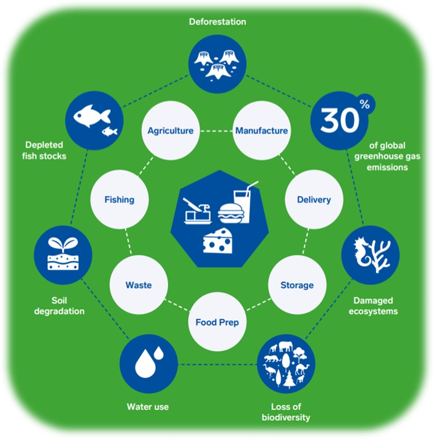 Deforestation
30%
of global
greenhouse gas
emissions
Depleted
fish stocks
Agriculture
Manufacture
Fishing
Delivery
Waste
Storage
Food Prep
Soil
degradation
Damaged
ecosystems
Water use
Loss of
biodiversity